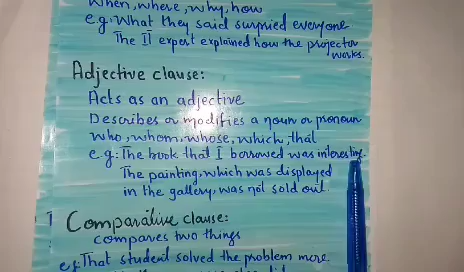 When, where, why, how
e.g. What they said surpried everyone
The IT expert explained how the projector
works.
Adjective clause:
Acts as an adjective
Describes or modifies a noun or pronoun
who, whom, whose, which, that
e.g: The book that I borrowed was interesting.
The painting, which was displayed
in the gallery, was not sold out.
Comparative clause:
compares two things
e.g. That student solved the problem more